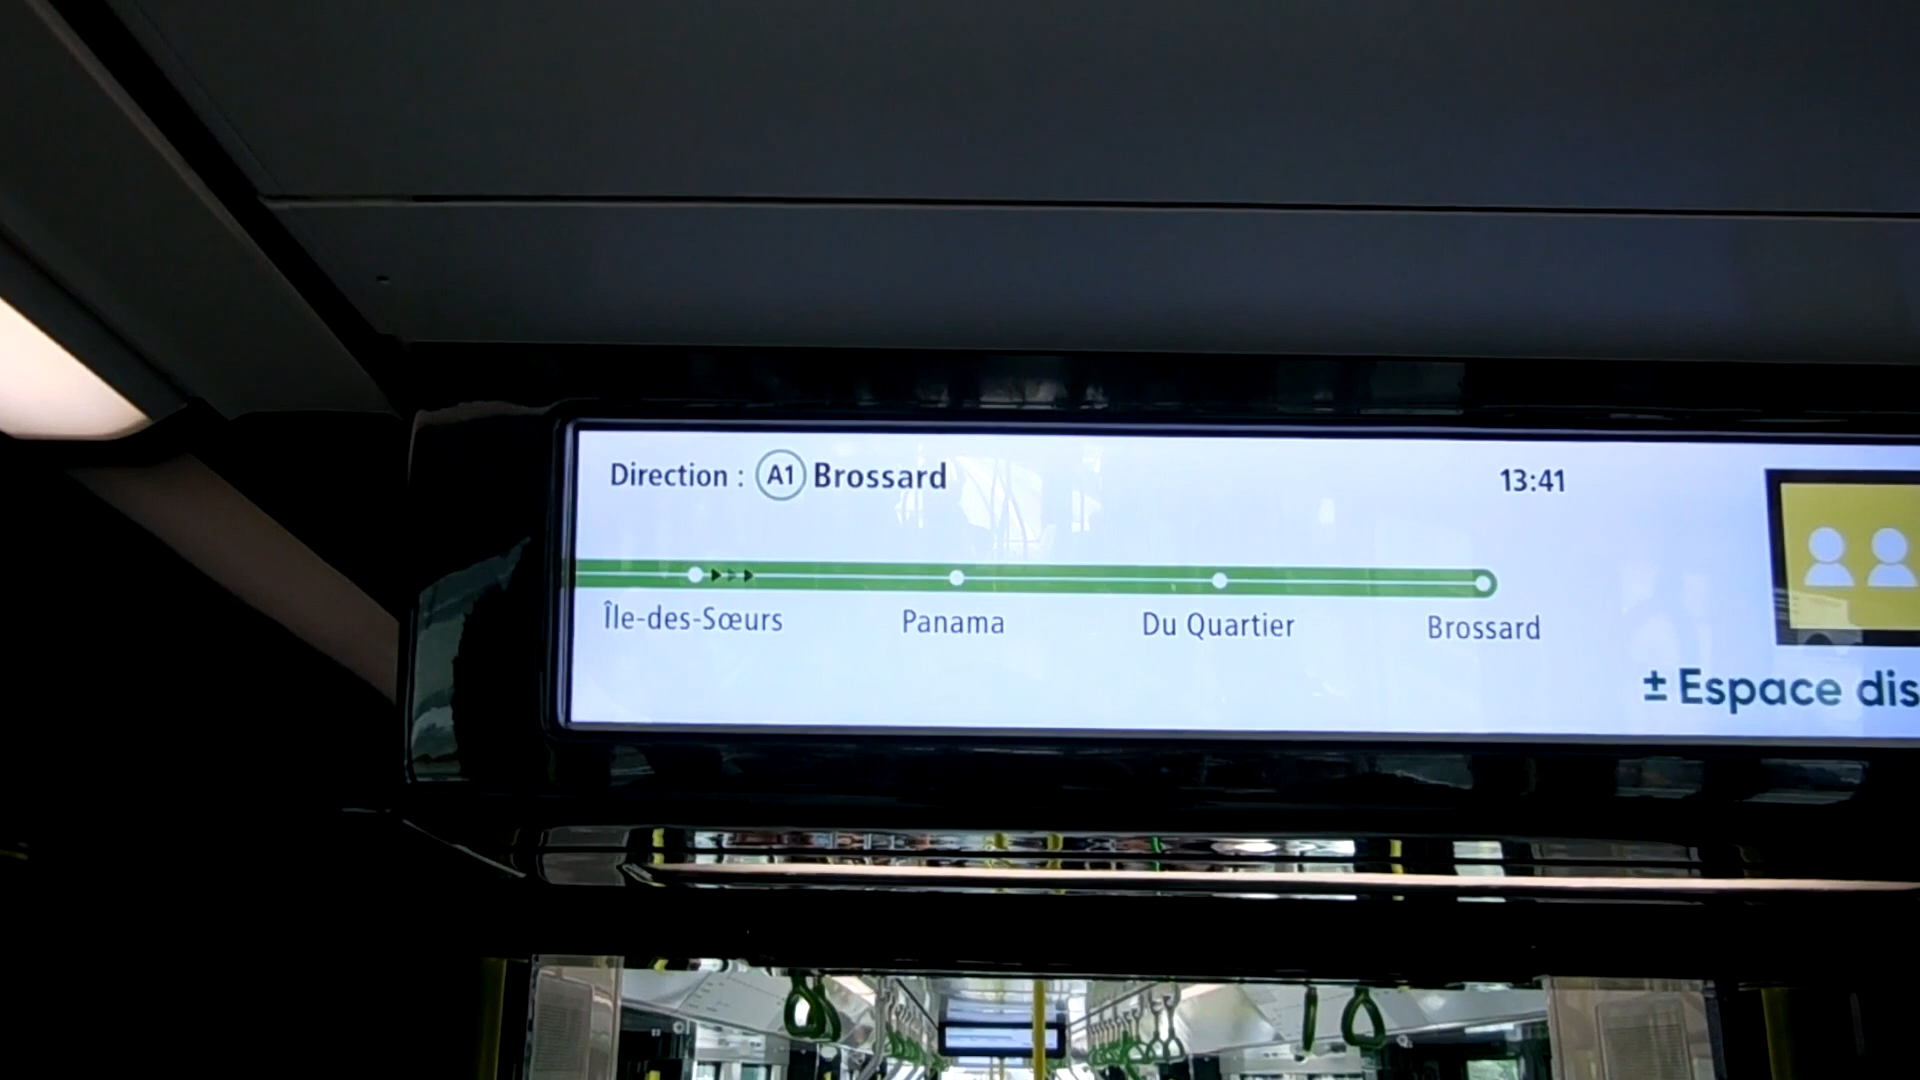 Direction : A1 Brossard
13:41
Île-des-Sœurs
Panama
Du Quartier
Brossard
± Espace dis